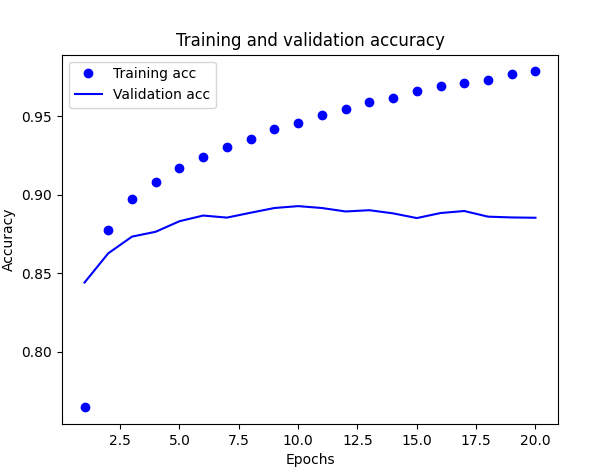 Training and validation accuracy
Training acc
Validation acc
0.95
0.90
0.85
0.80
Accuracy
2.5 5.0 7.5 10.0 12.5 15.0 17.5 20.0
Epochs